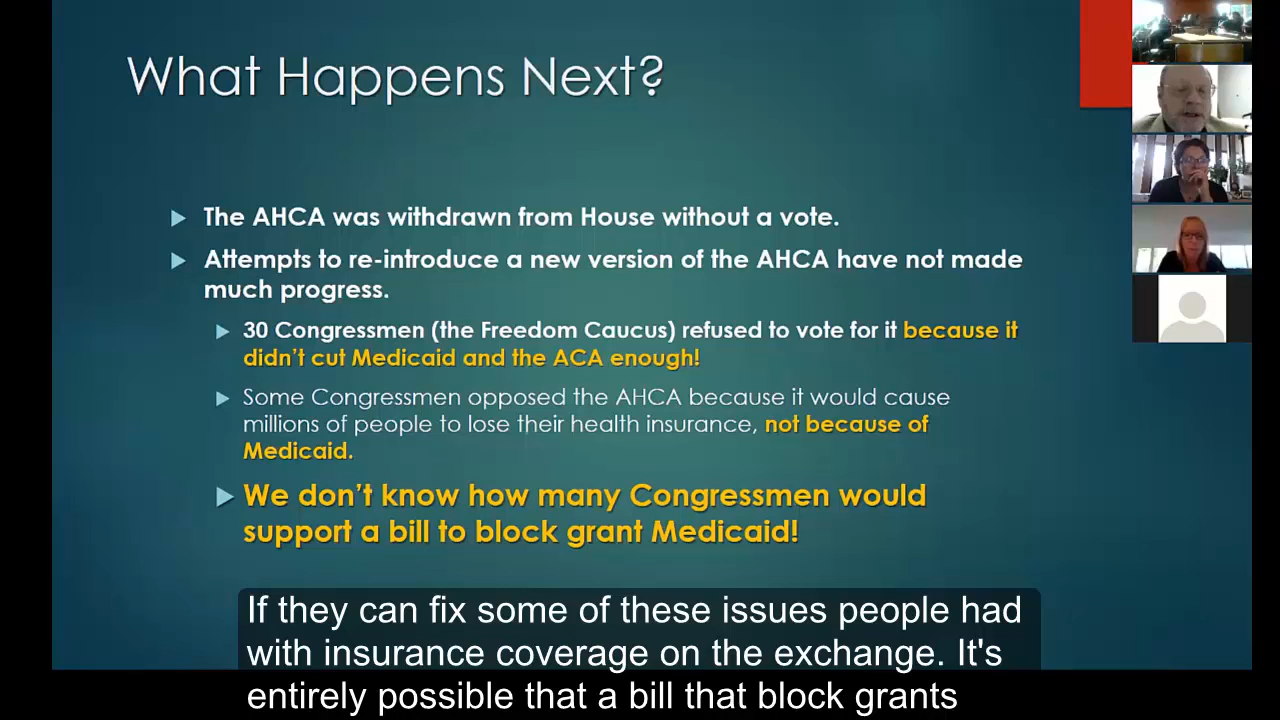 What Happens Next?
The AHCA was withdrawn from House without a vote.
Attempts to re-introduce a new version of the AHCA have not made
much progress.
30 Congressmen (the Freedom Caucus) refused to vote for it because it
didn't cut Medicaid and the ACA enough!
Some Congressmen opposed the AHCA because it would cause
millions of people to lose their health insurance, not because of
Medicaid.
We don't know how many Congressmen would
support a bill to block grant Medicaid!
If they can fix some of these issues people had
with insurance coverage on the exchange. It's
entirely possible that a bill that block grants